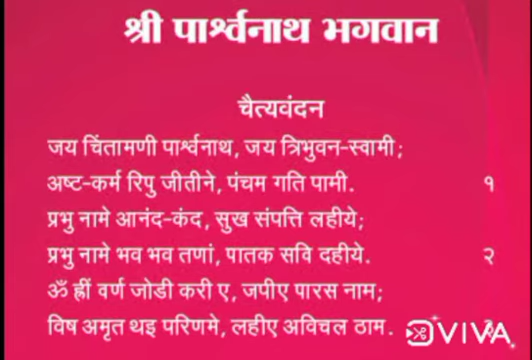 श्री पार्श्वनाथ भगवान
चैत्यवंदन
जय चिंतामणी पार्श्वनाथ, जय त्रिभुवन-स्वामी;
अष्ट-कर्म रिपु जीतीने, पंचम गति पामी. १
प्रभु नामे आनंद-कंद, सुख संपत्ति लहीये;
प्रभु नामे भव भव तणां, पातक सवि दहीये. २
ॐ ह्रीं वर्ण जोडी करी ए, जपीए पारस नाम;
विष अमृत थइ परिणमे, लहीए अविचल ठाम.
VIVA